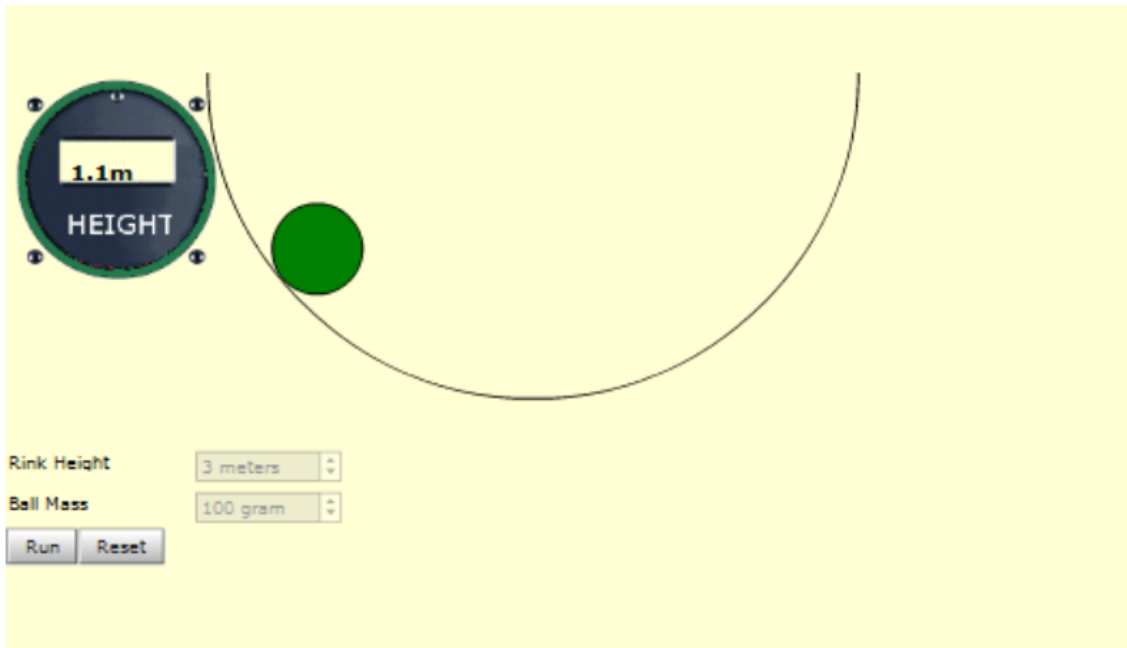 1.1m
HEIGHT
Rink Height 3 meters
Ball Mass 100 gram
Run Reset